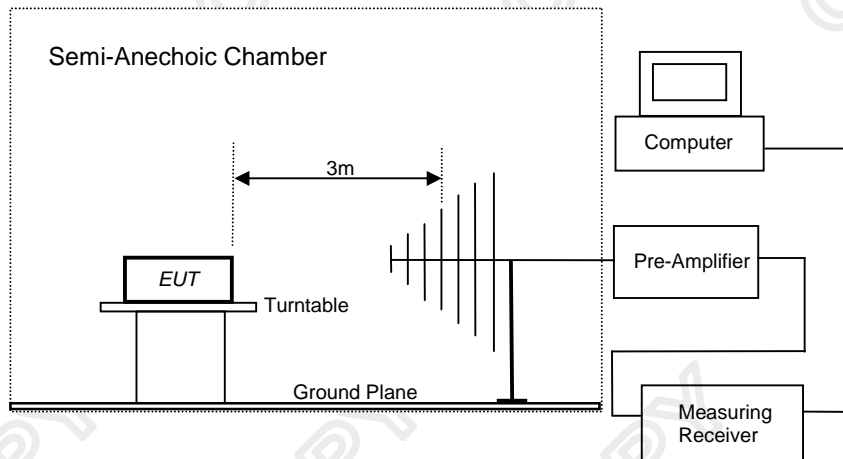 Semi-Anechoic Chamber
Computer
3m
Pre-Amplifier
EUT
Turntable
Ground Plane
Measuring
Receiver